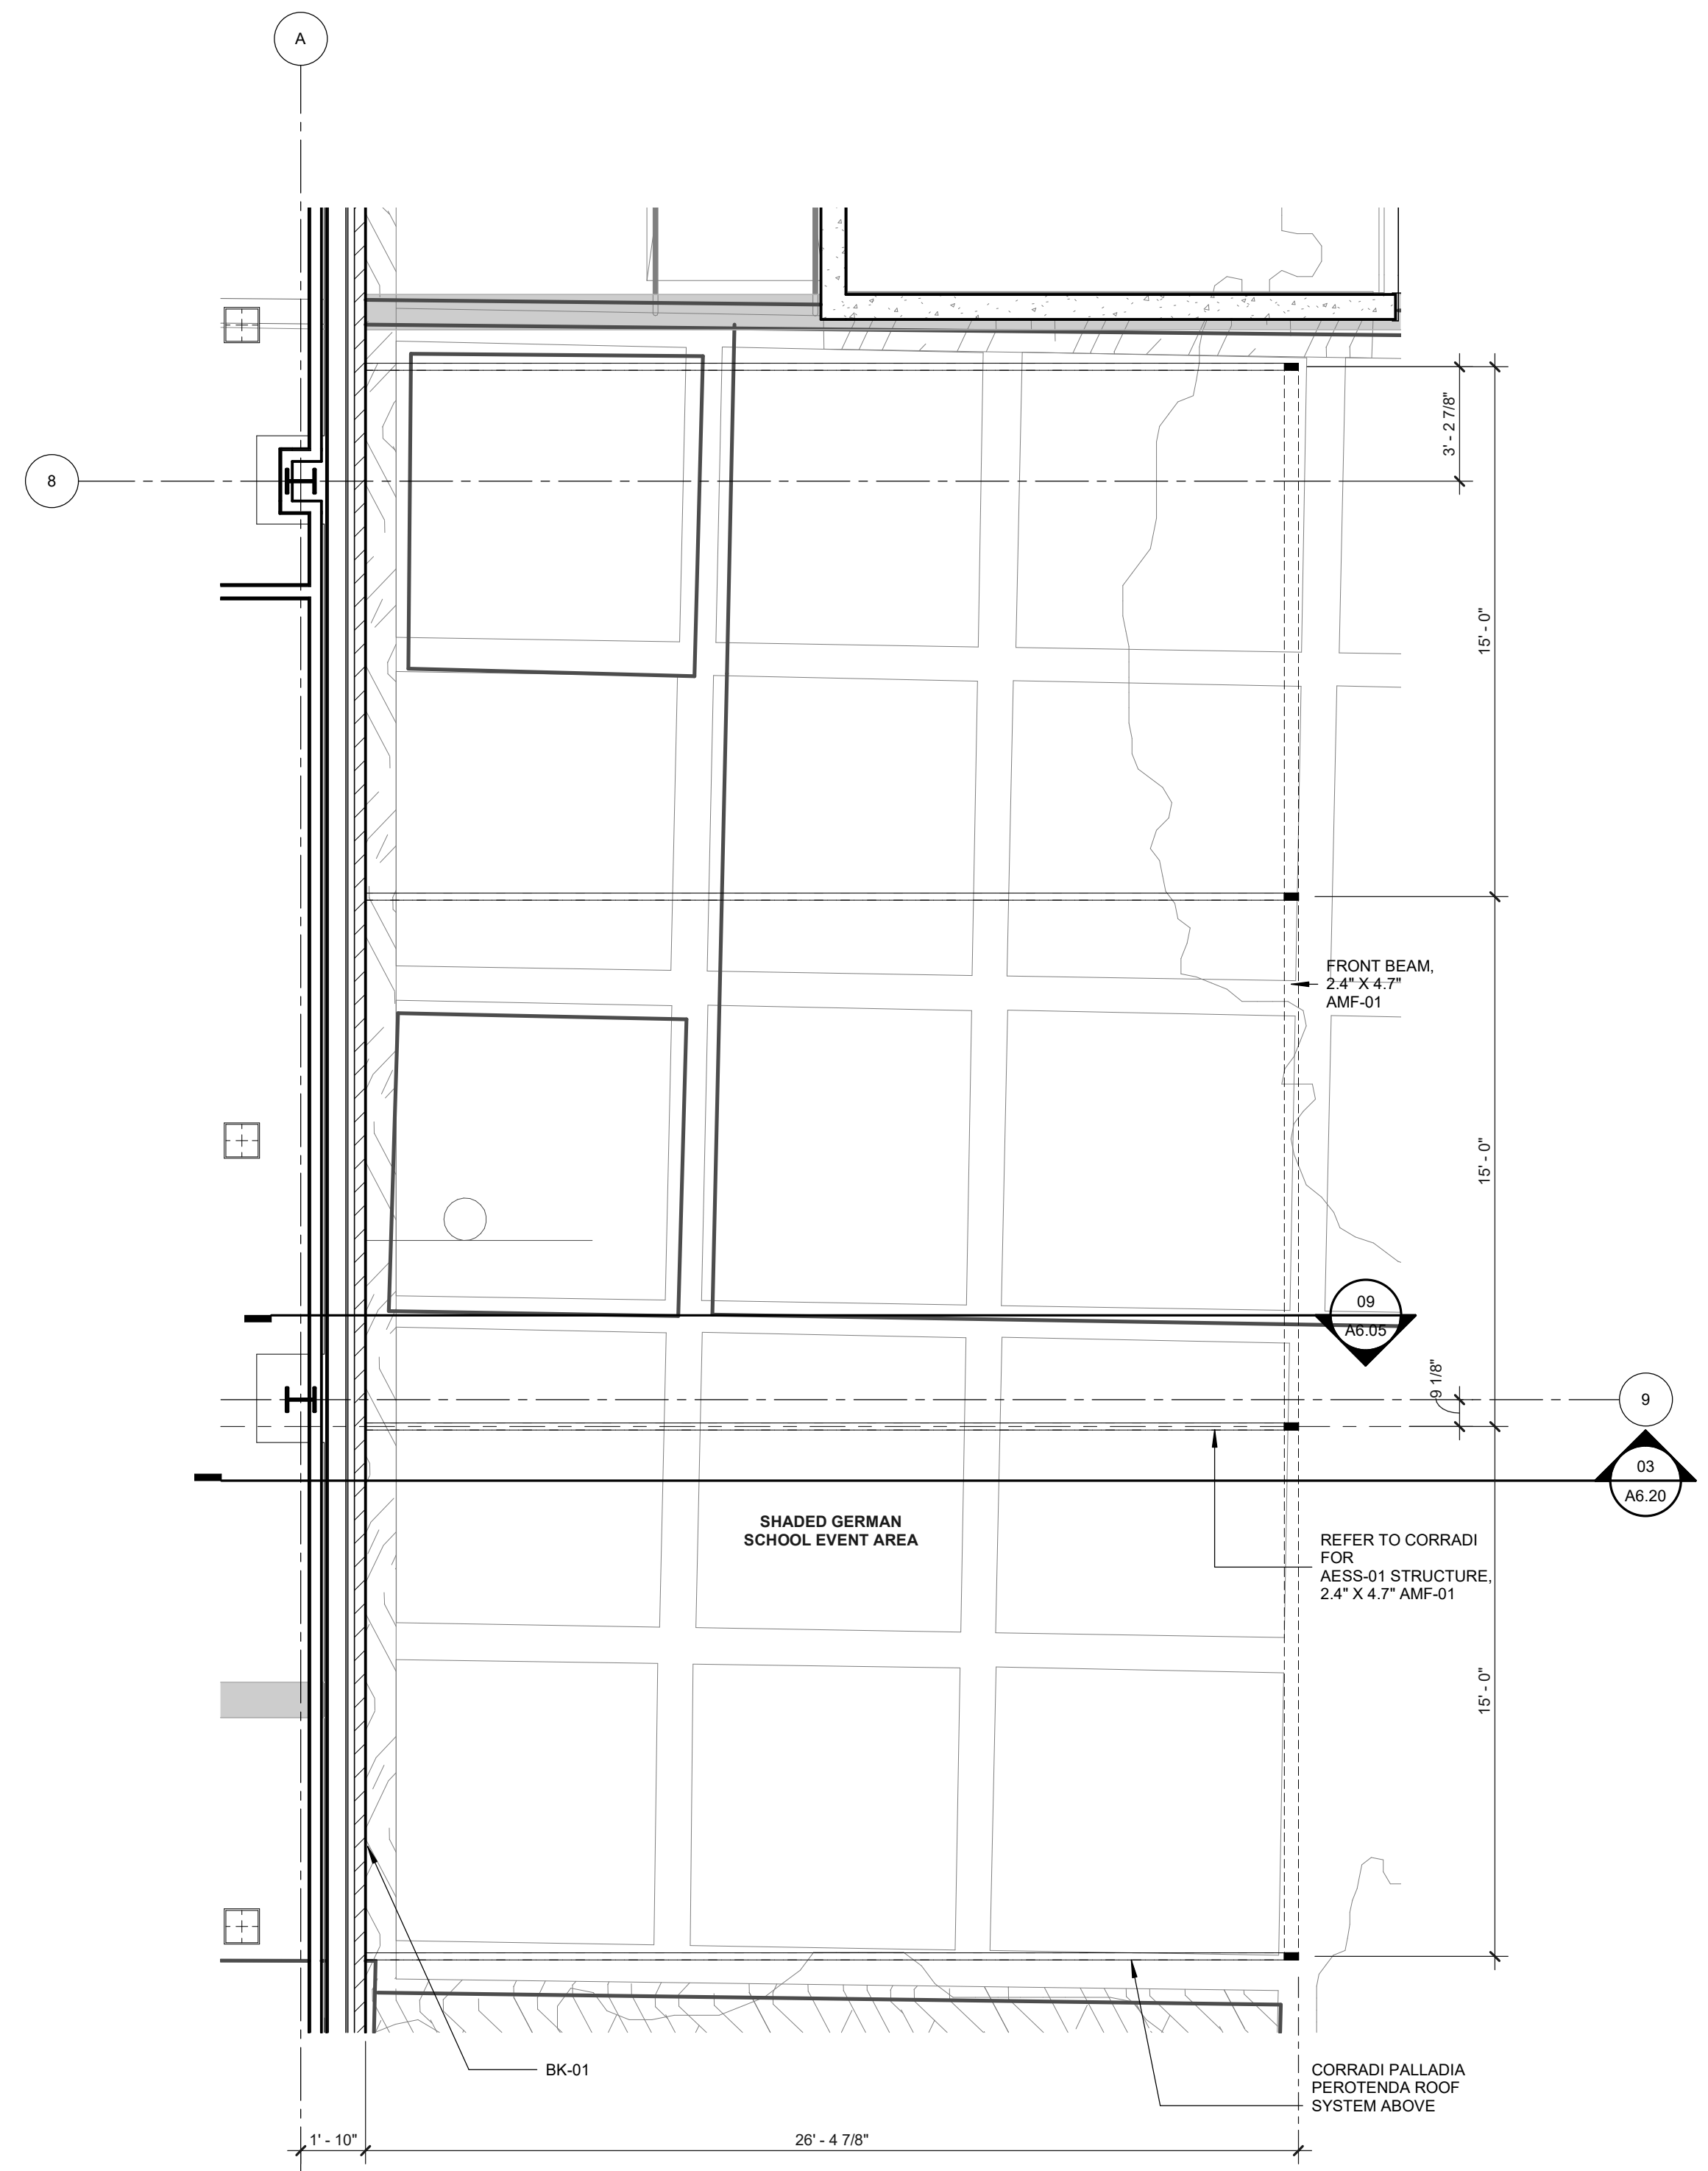 A
8
3' - 2 7/8"
15' - 0"
FRONT BEAM,
2.4" X 4.7"
AMF-01
15' - 0"
09
A6.05
9 1/8"
9
03
A6.20
SHADED GERMAN
SCHOOL EVENT AREA
REFER TO CORRADI
FOR
AESS-01 STRUCTURE,
2.4" X 4.7" AMF-01
15' - 0"
BK-01
CORRADI PALLADIA
PEROTENDA ROOF
SYSTEM ABOVE
1' - 10"
26' - 4 7/8"